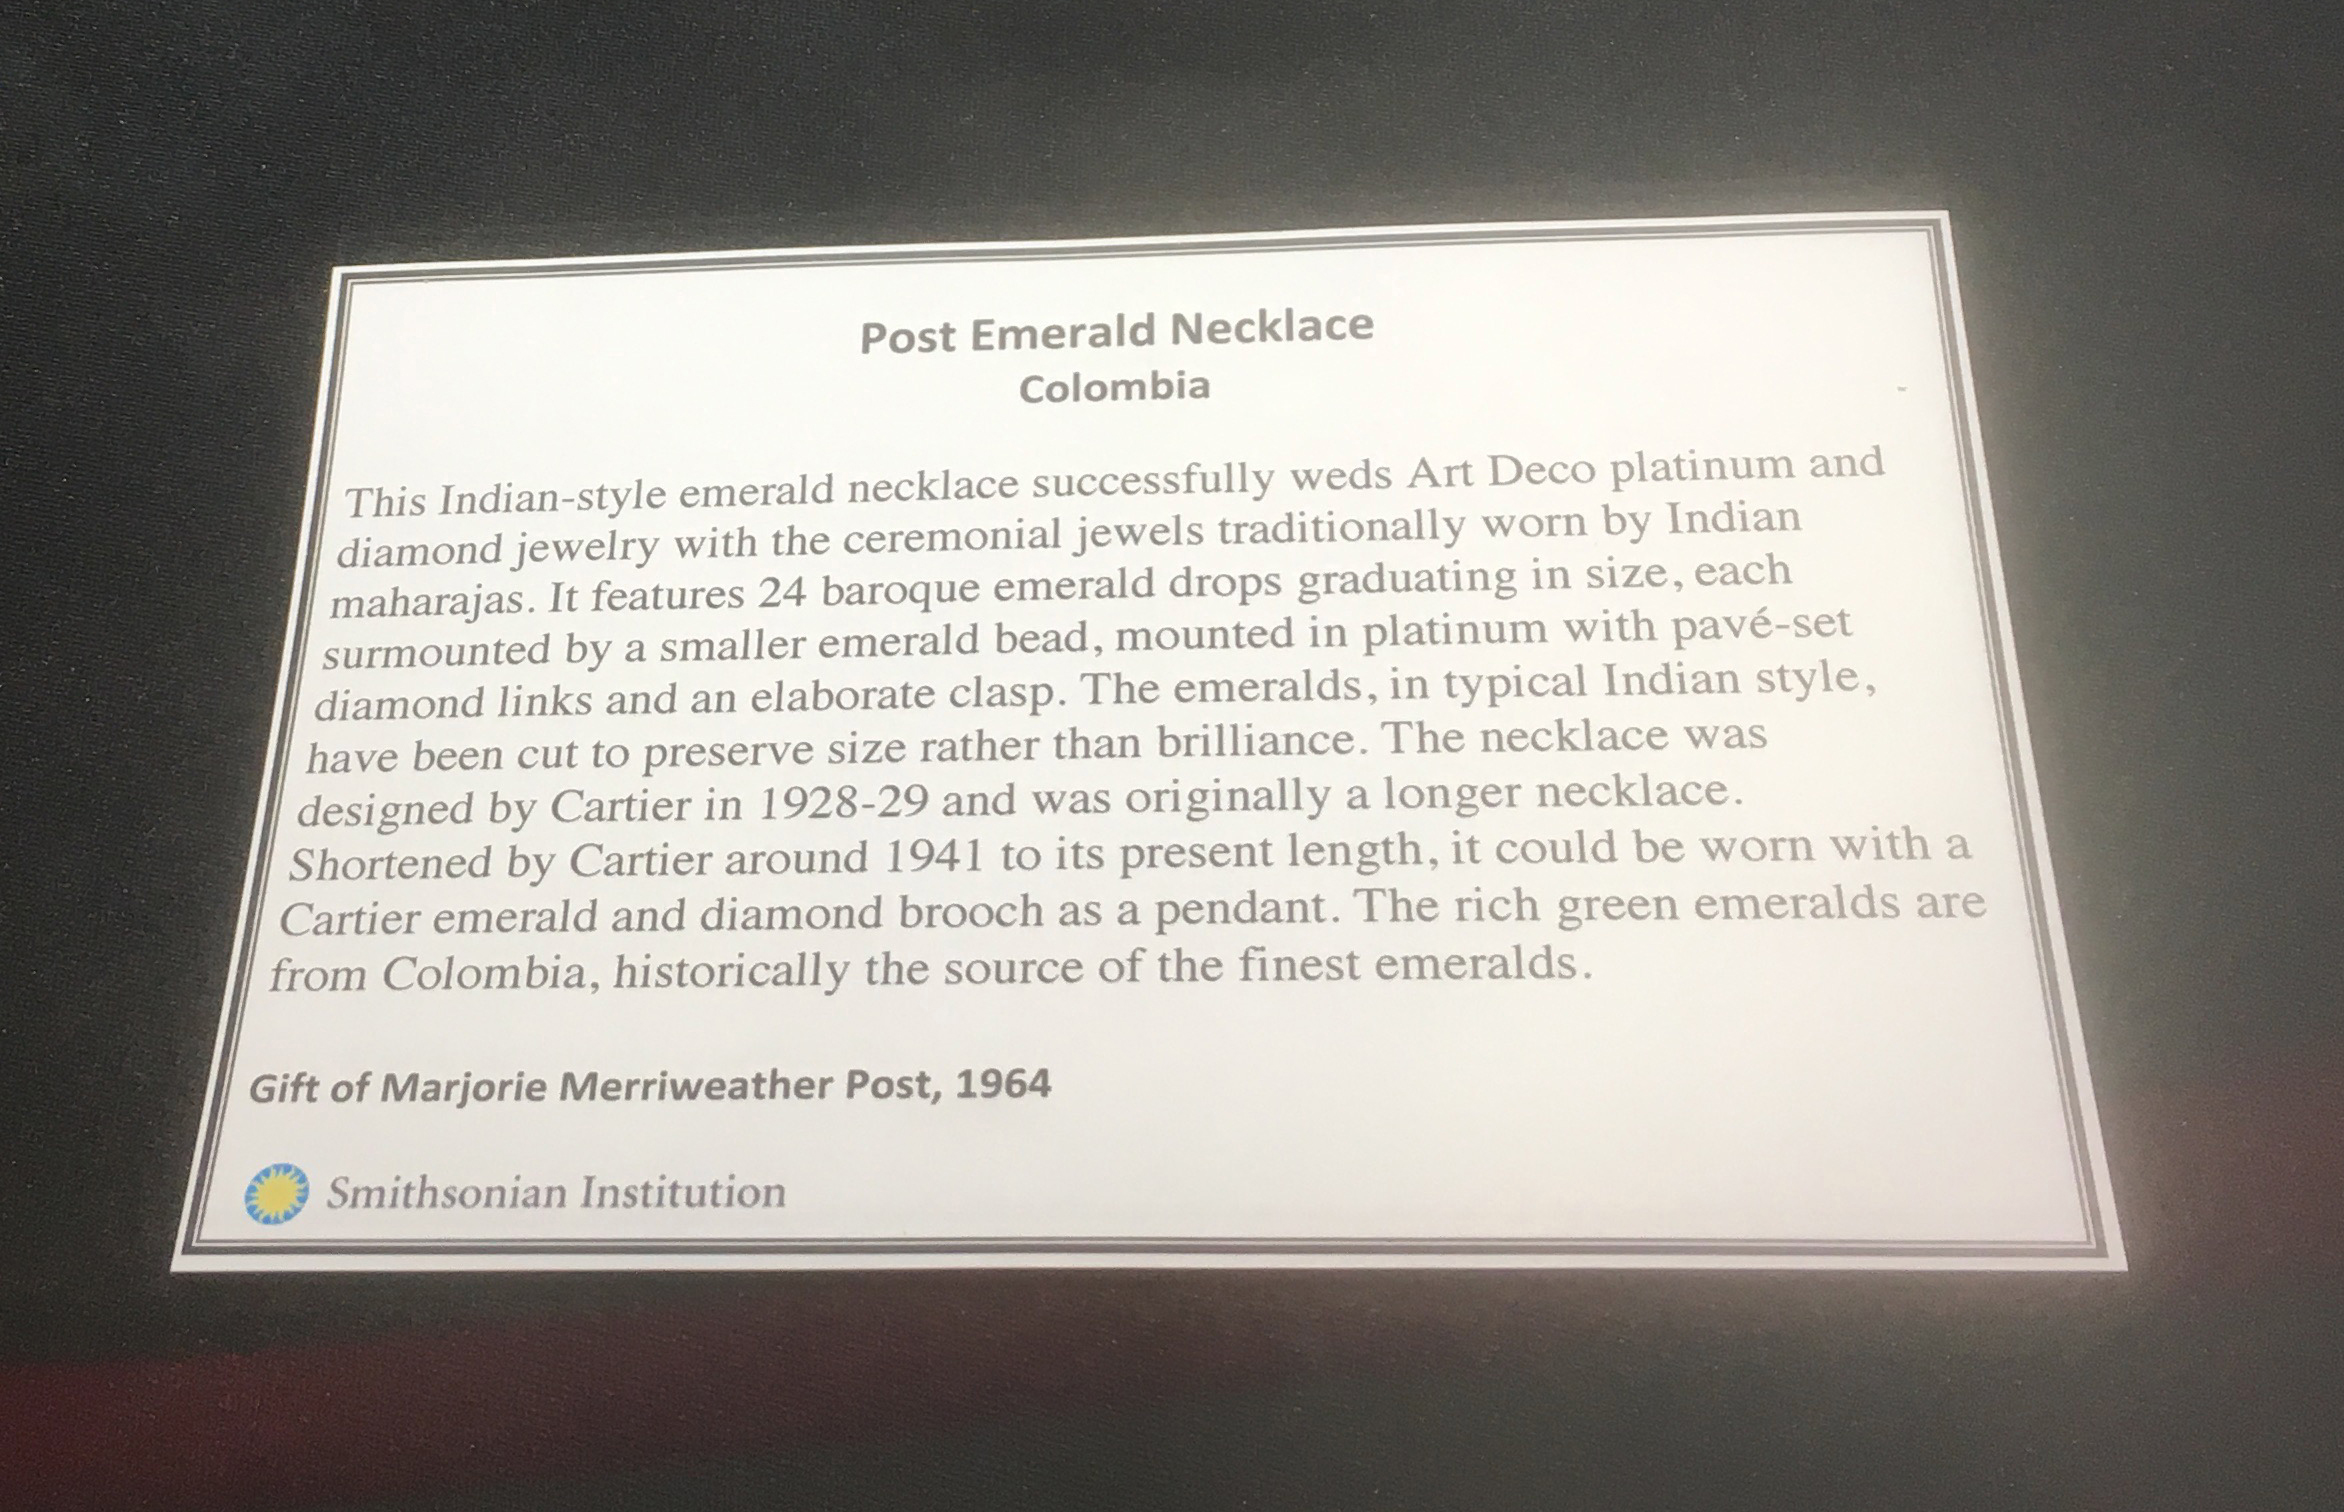 Post Emerald Necklace
Colombia
This Indian-style emerald necklace successfully weds Art Deco platinum and
diamond jewelry with the ceremonial jewels traditionally worn by Indian
maharajas. It features 24 baroque emerald drops graduating in size, each
surmounted by a smaller emerald bead, mounted in platinum with pavé-set
diamond links and an elaborate clasp. The emeralds, in typical Indian style,
have been cut to preserve size rather than brilliance. The necklace was
designed by Cartier in 1928-29 and was originally a longer necklace.
Shortened by Cartier around 1941 to its present length, it could be worn with a
Cartier emerald and diamond brooch as a pendant. The rich green emeralds are
from Colombia, historically the source of the finest emeralds.
Gift of Marjorie Merriweather Post, 1964
Smithsonian Institution